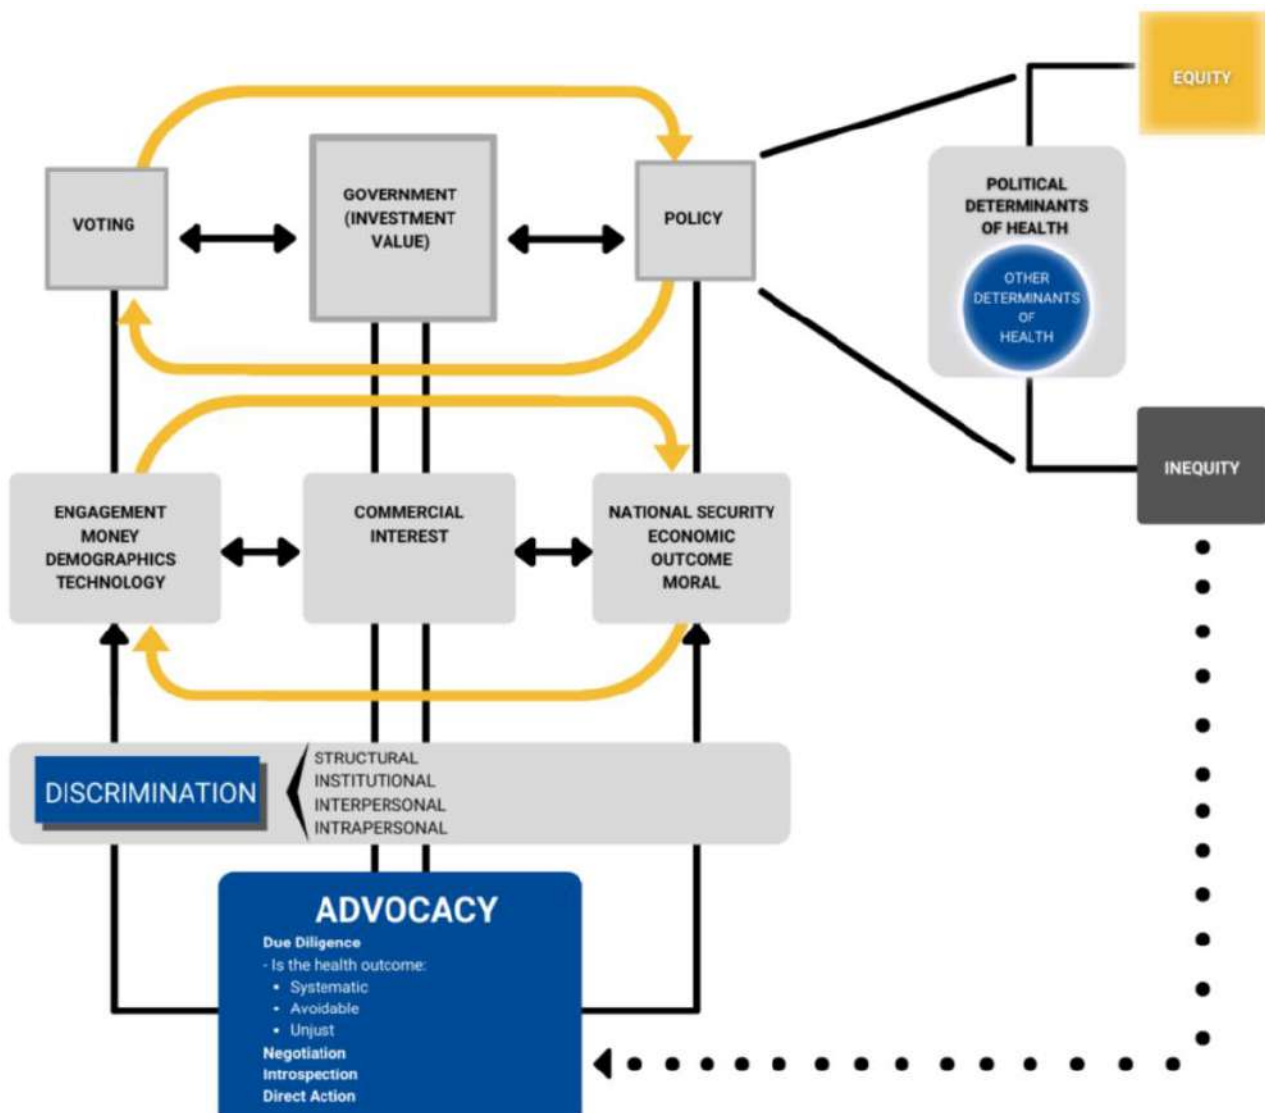 EQUITY
VOTING
GOVERNMENT
(INVESTMENT
VALUE)
POLICY
POLITICAL
DETERMINANTS
OF HEALTH
OTHER
DETERMINANTS
OF
HEALTH
INEQUITY
ENGAGEMENT
MONEY
DEMOGRAPHICS
TECHNOLOGY
COMMERCIAL
INTEREST
NATIONAL SECURITY
ECONOMIC
OUTCOME
MORAL
DISCRIMINATION
STRUCTURAL
INSTITUTIONAL
INTERPERSONAL
INTRAPERSONAL
ADVOCACY
Due Diligence
- Is the health outcome:
• Systematic
• Avoidable
• Unjust
Negotiation
Introspection
Direct Action